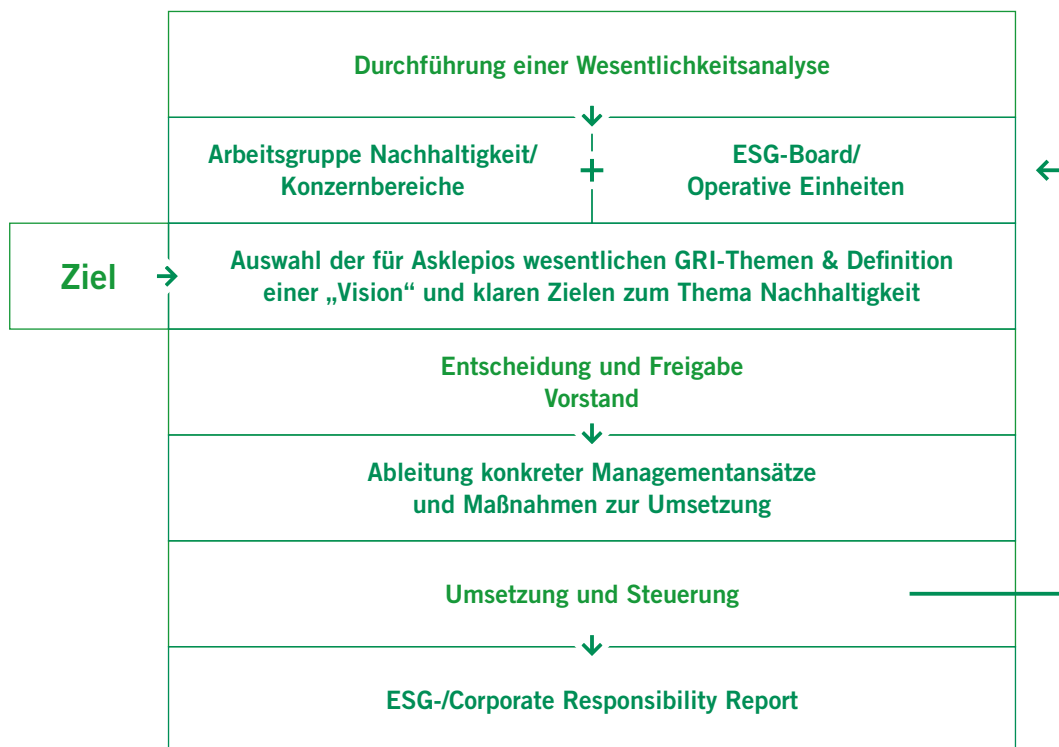 Durchführung einer Wesentlichkeitsanalyse
Arbeitsgruppe Nachhaltigkeit/
Konzernbereiche
+
ESG-Board/
Operative Einheiten
Ziel
Auswahl der für Asklepios wesentlichen GRI-Themen & Definition
einer „Vision“ und klaren Zielen zum Thema Nachhaltigkeit
Entscheidung und Freigabe
Vorstand
Ableitung konkreter Managementansätze
und Maßnahmen zur Umsetzung
Umsetzung und Steuerung
ESG-/Corporate Responsibility Report